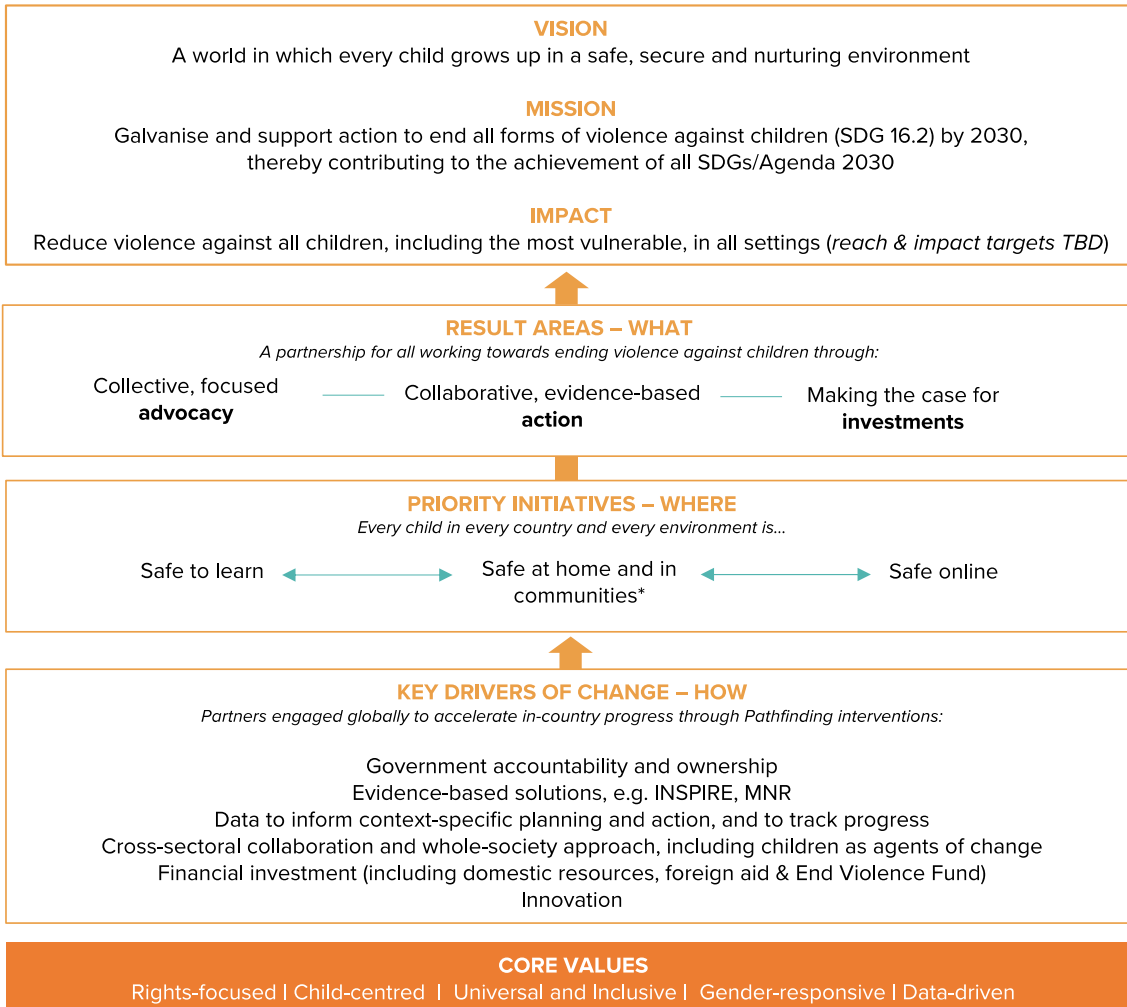 VISION
A world in which every child grows up in a safe, secure and nurturing environment
MISSION
Galvanise and support action to end all forms of violence against children (SDG 16.2) by 2030,
thereby contributing to the achievement of all SDGs/Agenda 2030
IMPACT
Reduce violence against all children, including the most vulnerable, in all settings (reach & impact targets TBD)
RESULT AREAS – WHAT
A partnership for all working towards ending violence against children through:
Collective, focused
advocacy
Collaborative, evidence-based
action
Making the case for
investments
PRIORITY INITIATIVES – WHERE
Every child in every country and every environment is...
Safe to learn
Safe at home and in
communities*
Safe online
KEY DRIVERS OF CHANGE – HOW
Partners engaged globally to accelerate in-country progress through Pathfinding interventions:
Government accountability and ownership
Evidence-based solutions, e.g. INSPIRE, MNR
Data to inform context-specific planning and action, and to track progress
Cross-sectoral collaboration and whole-society approach, including children as agents of change
Financial investment (including domestic resources, foreign aid & End Violence Fund)
Innovation
CORE VALUES
Rights-focused | Child-centred | Universal and Inclusive | Gender-responsive | Data-driven